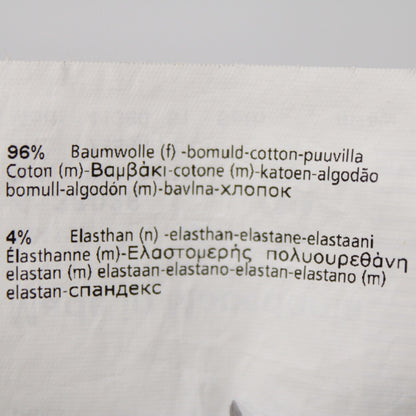 96% Baumwolle (f) -bomuld-cotton-puuvilla
Coton (m)-Βαμβάκι-cotone (m)-katoen-algodão
bomull-algodón (m)-bavlna-хлопок
4% Elasthan (n) -elasthan-elastane-elastaani
Élasthanne (m)-Ελαστομερής πολυουρεθάνη
elastan (m) elastaan-elastano-elastan-elastano (m)
elastan-спандекс